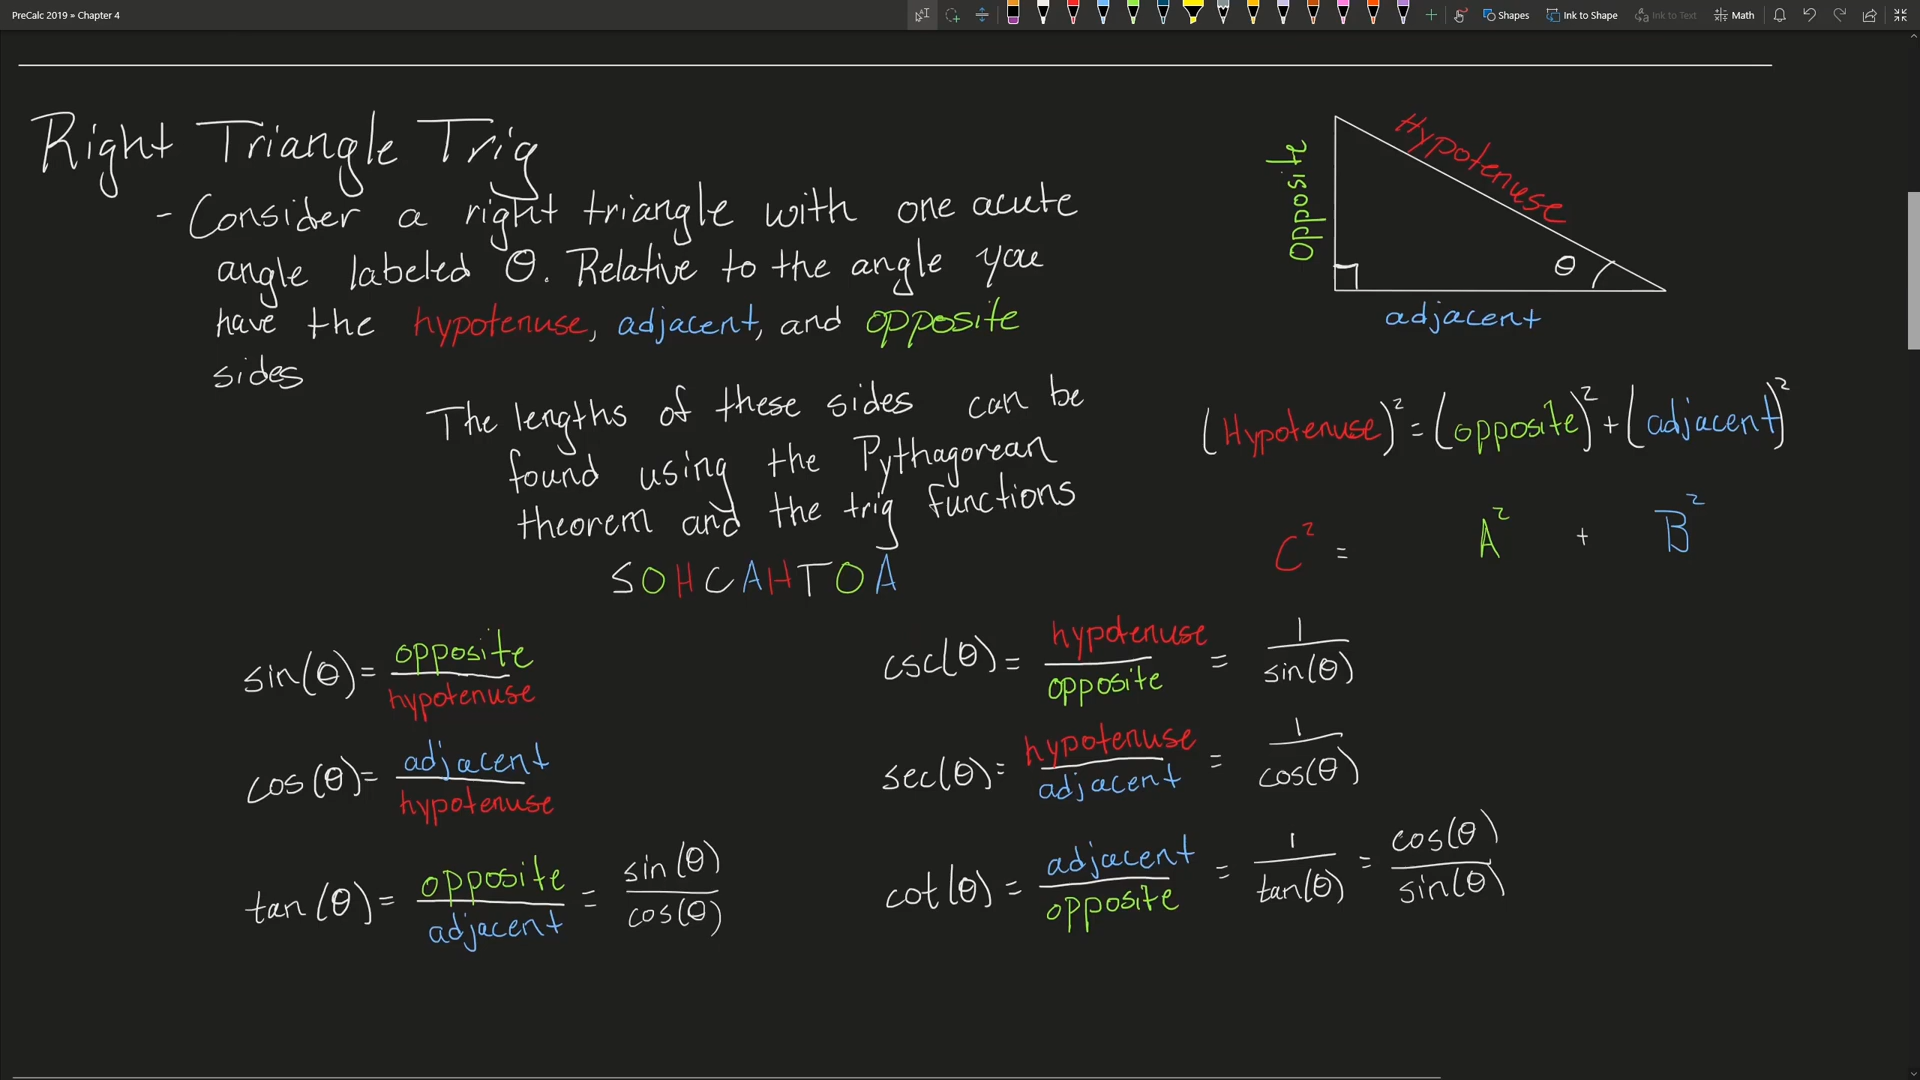 PreCalc 2019 » Chapter 4
Shapes
Ink to Shape
Ink to Text
Math
Right Triangle Trig
- Consider a right triangle with one acute
angle labeled θ. Relative to the angle you
have the hypotenuse, adjacent, and opposite
sides
The lengths of these sides can be
found using the Pythagorean
theorem and the trig functions
SOHCAHTOA
opposite
Hypotenuse
θ
adjacent
(Hypotenuse)² = (opposite)² + (adjacent)²
C² = A² + B²
sin(θ) = opposite/hypotenuse
cos(θ) = adjacent/hypotenuse
tan(θ) = opposite/adjacent = sin(θ)/cos(θ)
csc(θ) = hypotenuse/opposite = 1/sin(θ)
sec(θ) = hypotenuse/adjacent = 1/cos(θ)
cot(θ) = adjacent/opposite = 1/tan(θ) = cos(θ)/sin(θ)